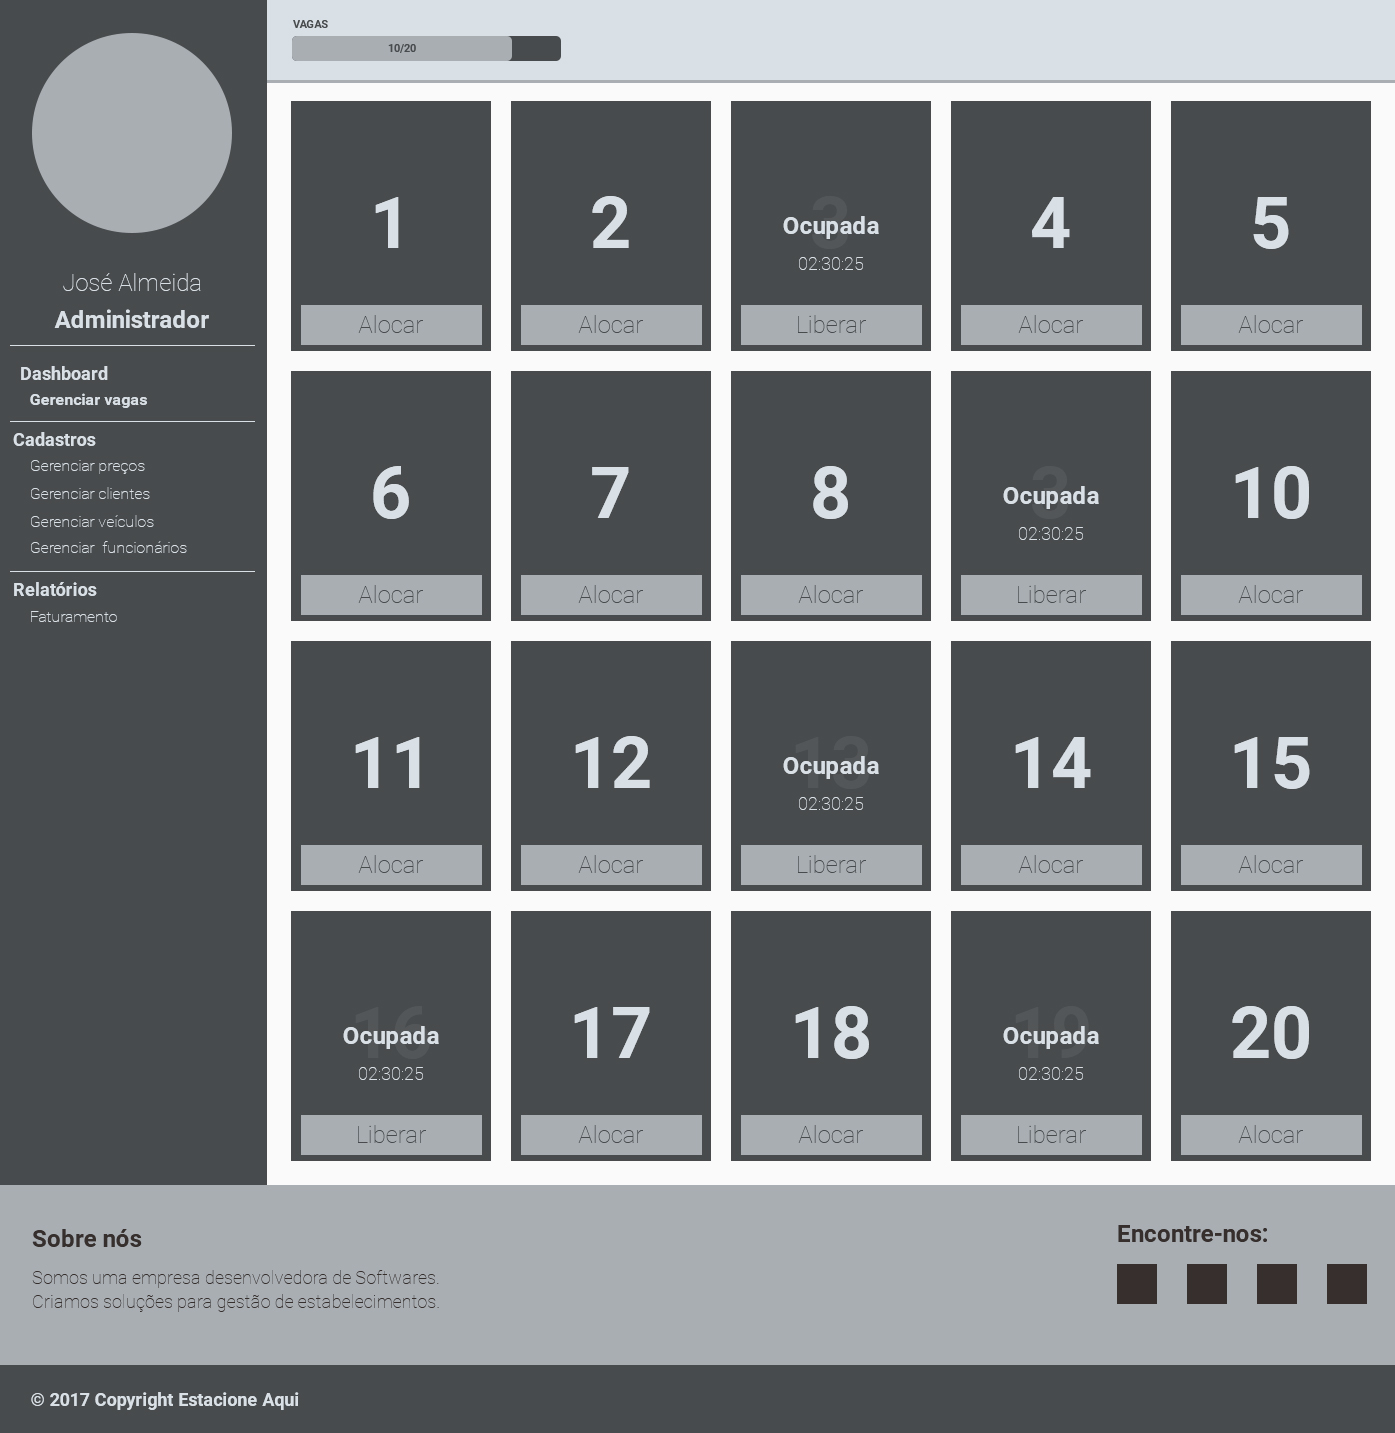 José Almeida
Administrador
Dashboard
Gerenciar vagas
Cadastros
Gerenciar preços
Gerenciar clientes
Gerenciar veículos
Gerenciar  funcionários
Relatórios
Faturamento
VAGAS
10/20
1
2
3
Ocupada
02:30:25
4
5
Alocar
Alocar
Liberar
Alocar
Alocar
6
7
8
3
Ocupada
02:30:25
10
Alocar
Alocar
Alocar
Liberar
Alocar
11
12
13
Ocupada
02:30:25
14
15
Alocar
Alocar
Liberar
Alocar
Alocar
16
Ocupada
02:30:25
17
18
19
Ocupada
02:30:25
20
Liberar
Alocar
Alocar
Liberar
Alocar
Sobre nós
Somos uma empresa desenvolvedora de Softwares.
Criamos soluções para gestão de estabelecimentos.
Encontre-nos:
© 2017 Copyright Estacione Aqui